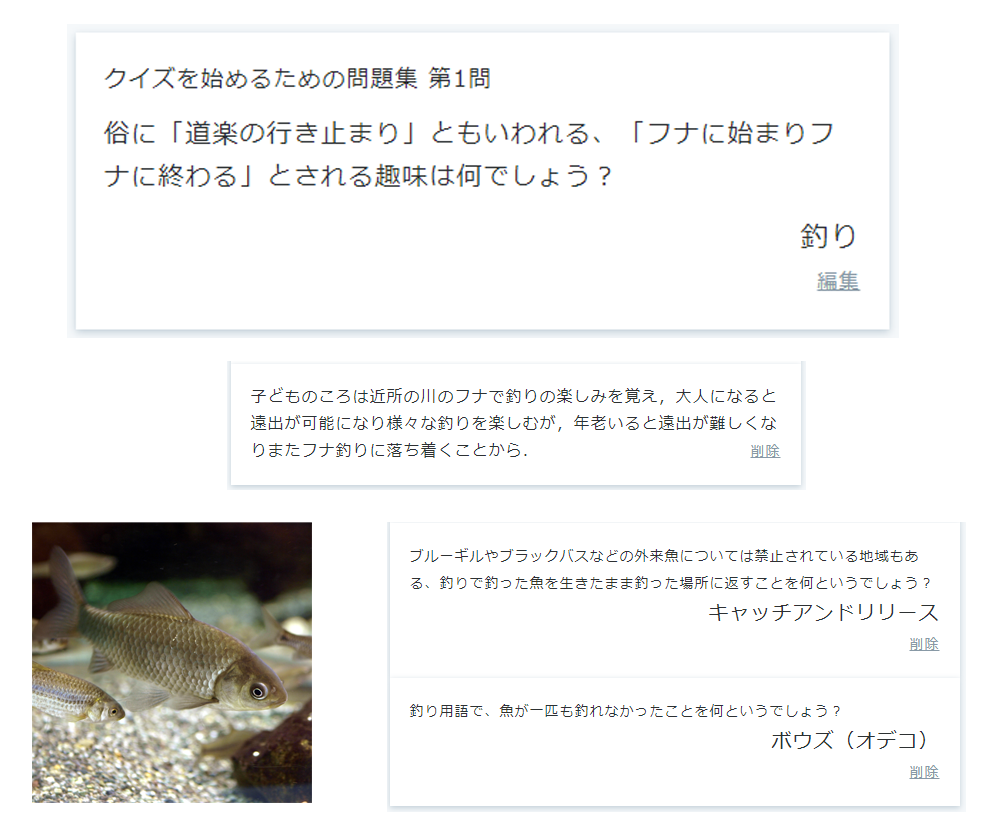 クイズを始めるための問題集 第1問
俗に「道楽の行き止まり」ともいわれる、「フナに始まりフ
ナに終わる」とされる趣味は何でしょう？
釣り
編集
子どものころは近所の川のフナで釣りの楽しみを覚え，大人になると
遠出が可能になり様々な釣りを楽しむが，年老いると遠出が難しくな
りまたフナ釣りに落ち着くことから．
削除
ブルーギルやブラックバスなどの外来魚については禁止されている地域もあ
る、釣りで釣った魚を生きたまま釣った場所に返すことを何というでしょう？
キャッチアンドリリース
削除
釣り用語で、魚が一匹も釣れなかったことを何というでしょう？
ボウズ（オデコ）
削除